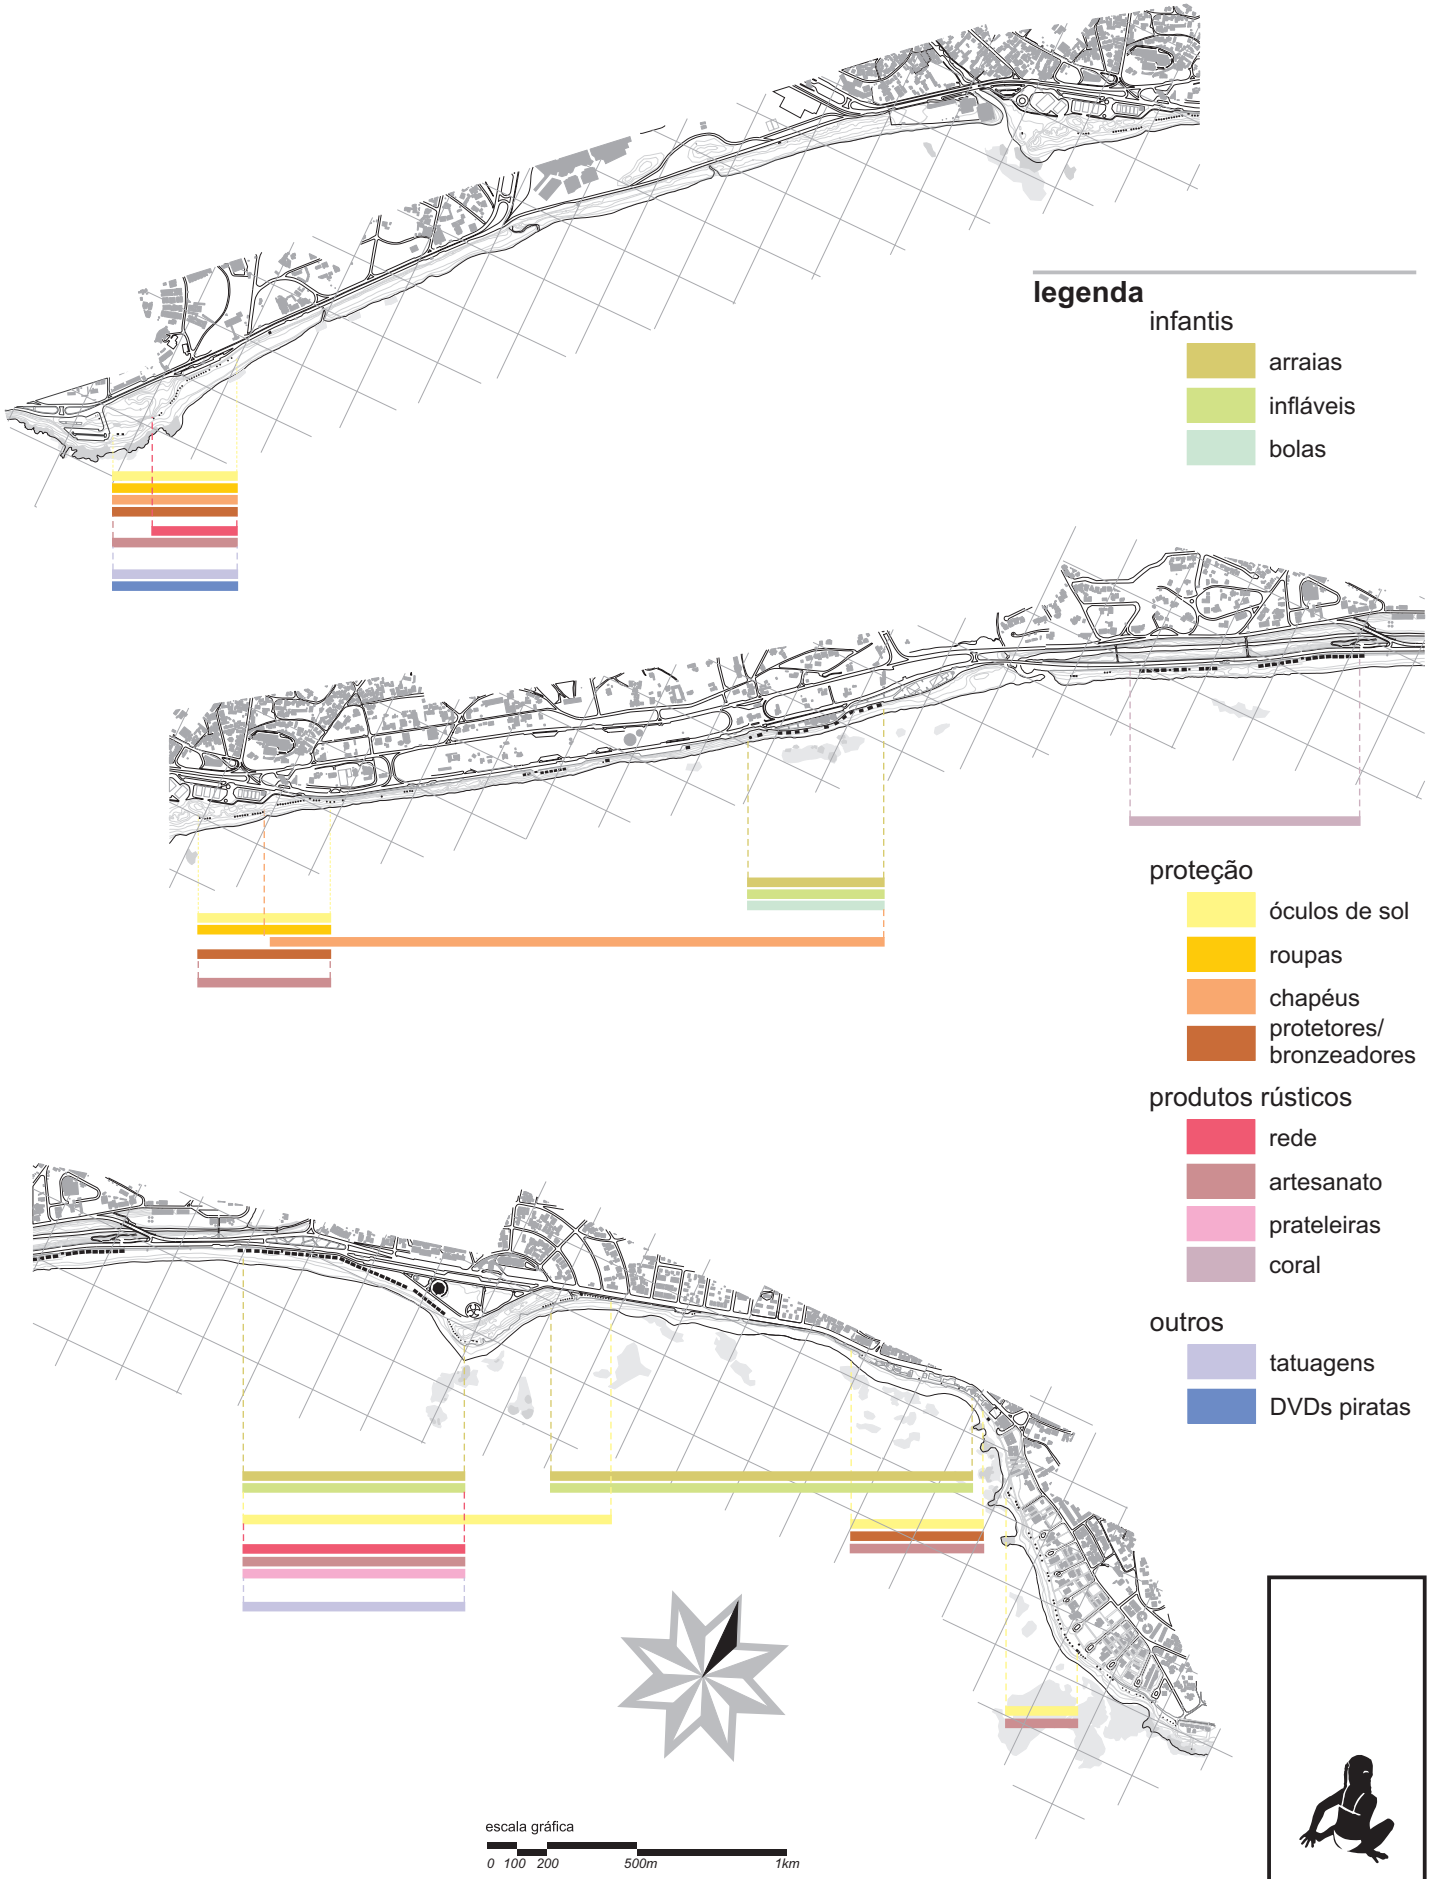 legenda
infantis
arraias
infláveis
bolas
proteção
óculos de sol
roupas
chapéus
protetores/
bronzeadores
produtos rústicos
rede
artesanato
prateleiras
coral
outros
tatuagens
DVDs piratas
escala gráfica
0 100 200 500m 1km